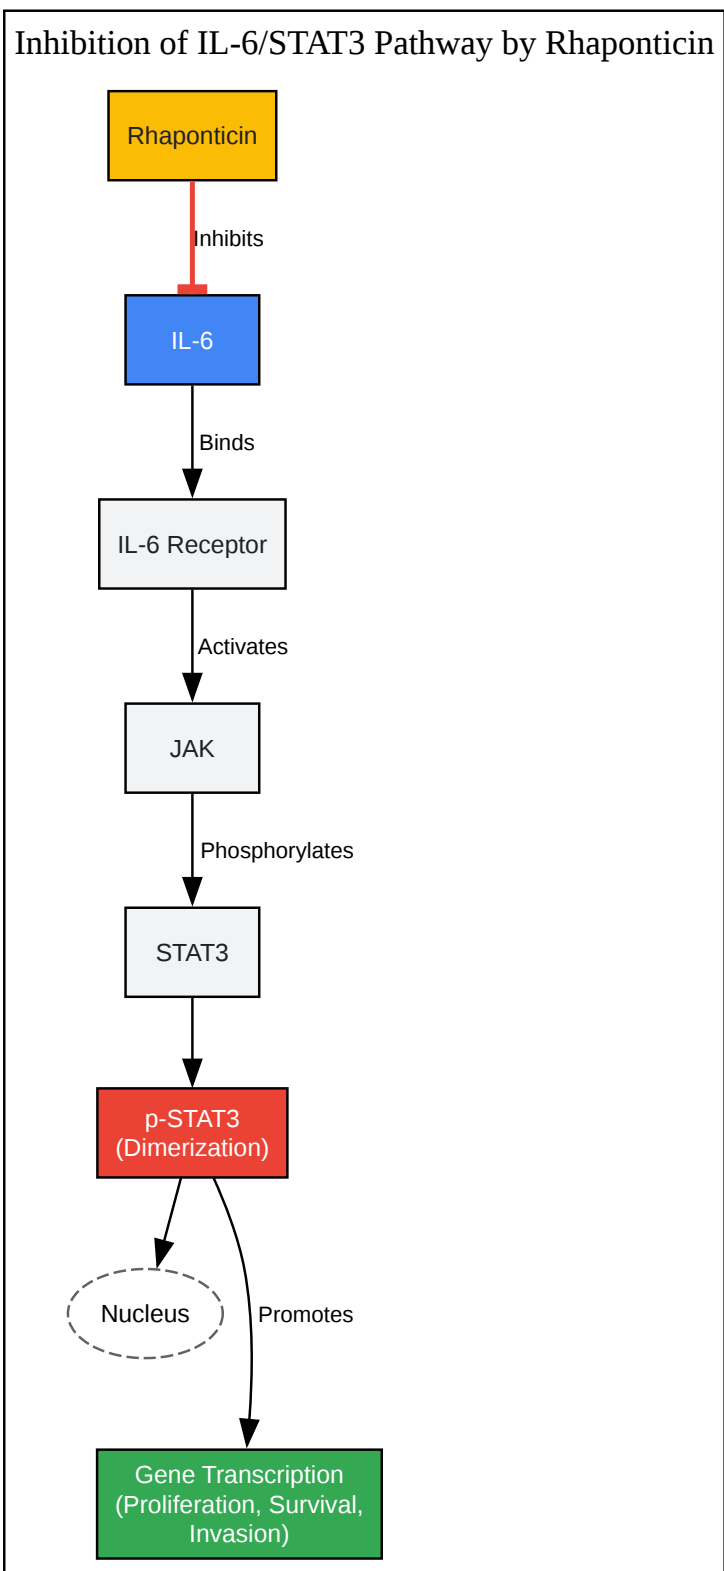 Inhibition of IL-6/STAT3 Pathway by Rhaponticin
Rhaponticin
Inhibits
IL-6
Binds
IL-6 Receptor
Activates
JAK
Phosphorylates
STAT3
p-STAT3
(Dimerization)
Nucleus
Promotes
Gene Transcription
(Proliferation, Survival,
Invasion)